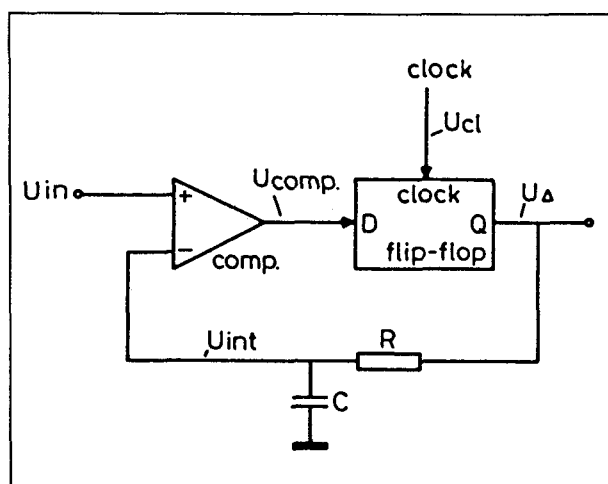 clock
Ucl
Uin
+
Ucomp.
clock
UΔ
D
Q
−
comp.
flip-flop
Uint
R
C